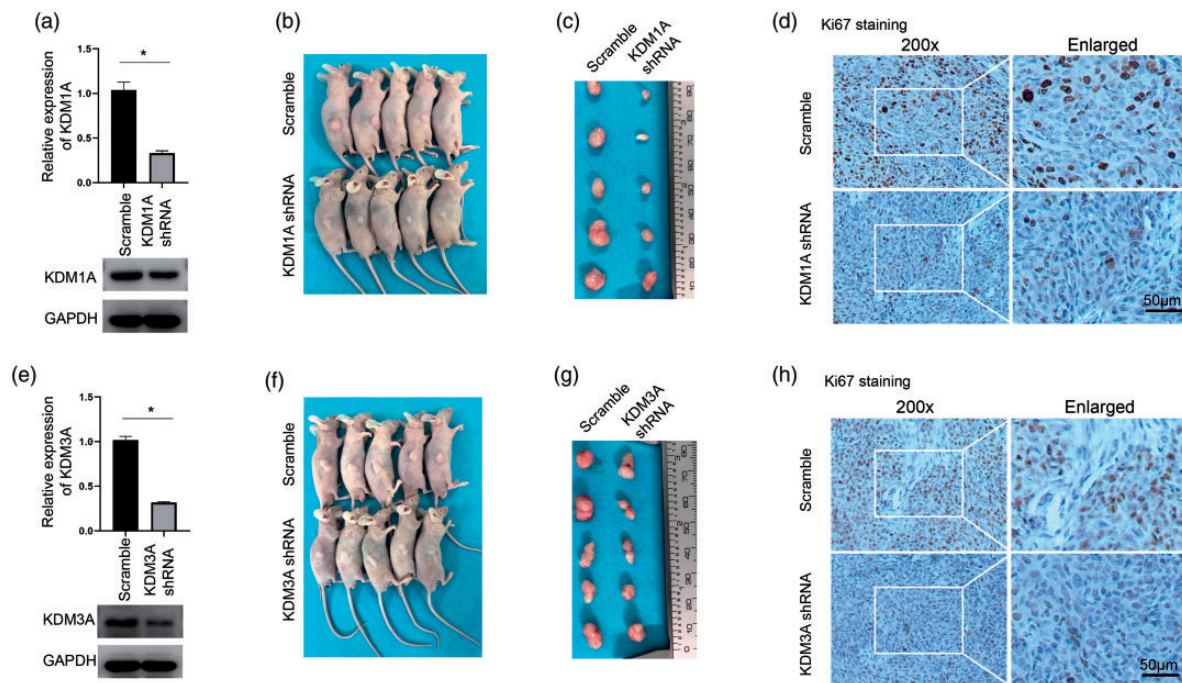 (a)
Relative expression
of KDM1A
1.5
1.0
0.5
0.0
*
Scramble
KDM1A
shRNA
KDM1A
GAPDH
(b)
Scramble
KDM1A shRNA
(c)
Scramble
KDM1A
shRNA
(d)
Ki67 staining
200x
Enlarged
Scramble
KDM1A shRNA
50μm
(e)
Relative expression
of KDM3A
1.5
1.0
0.5
0.0
*
Scramble
KDM3A
shRNA
KDM3A
GAPDH
(f)
Scramble
KDM3A shRNA
(g)
Scramble
KDM3A
shRNA
(h)
Ki67 staining
200x
Enlarged
Scramble
KDM3A shRNA
50μm